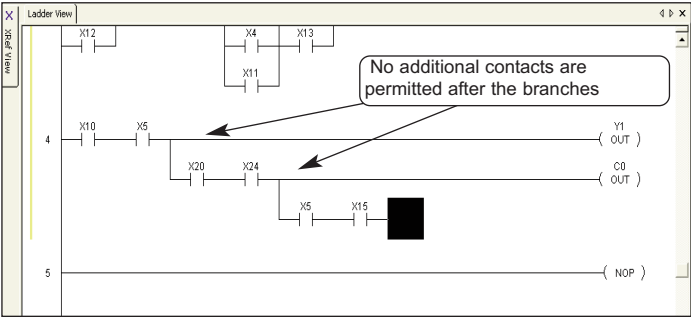 X Ladder View
XRef View
X12 X4 X13
X11
No additional contacts are
permitted after the branches
4 X10 X5 Y1
OUT
X20 X24 C0
OUT
X5 X15
5 NOP